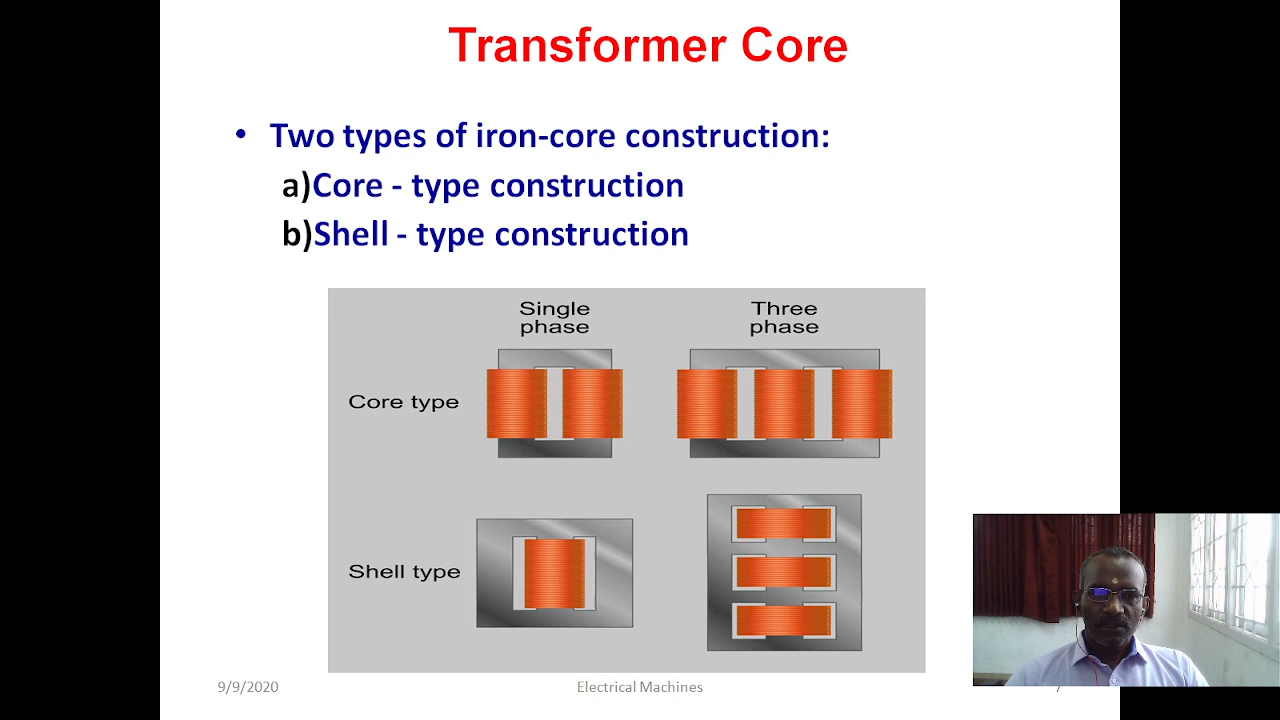 Transformer Core
• Two types of iron-core construction:
a)Core - type construction
b)Shell - type construction
Single phase
Three phase
Core type
Shell type
9/9/2020
Electrical Machines
7